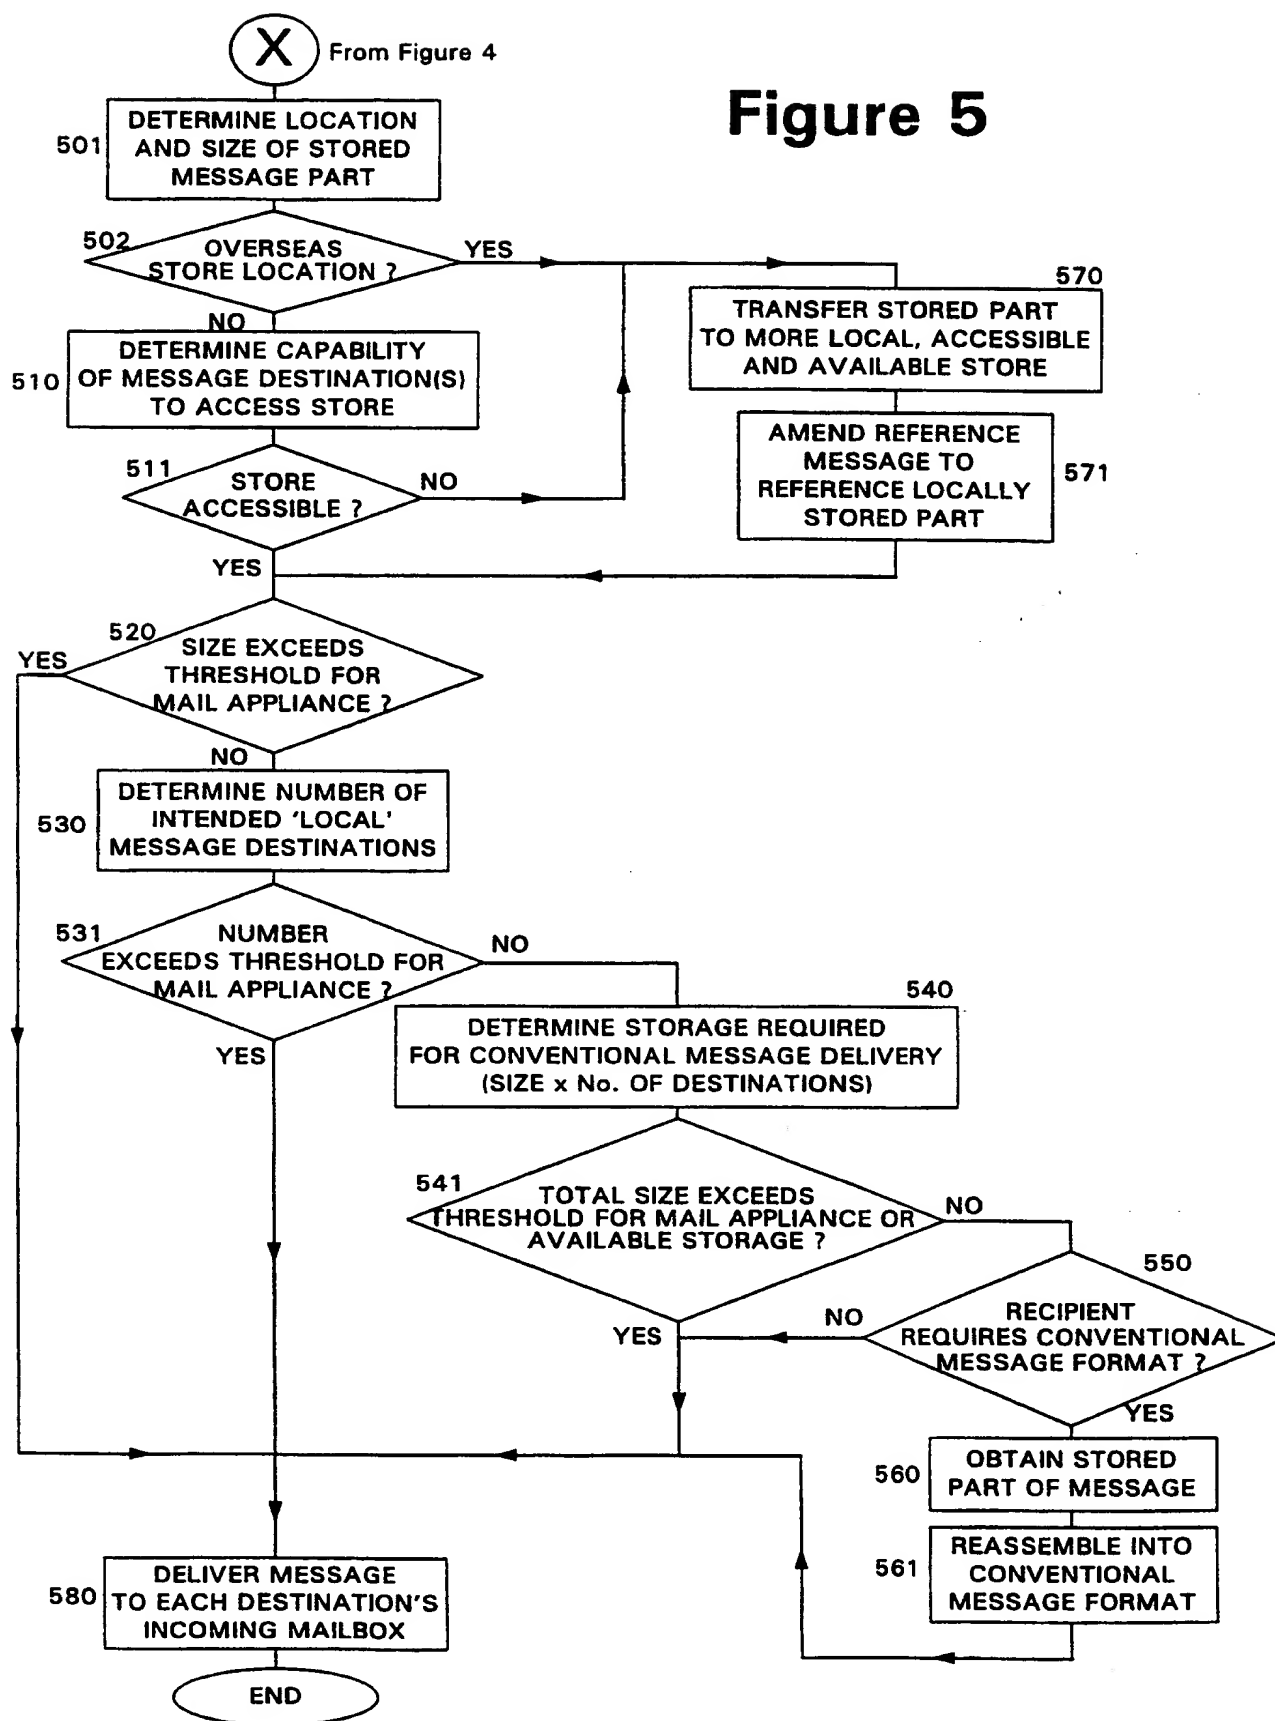 X
From Figure 4
Figure 5
501
DETERMINE LOCATION
AND SIZE OF STORED
MESSAGE PART
502
OVERSEAS
STORE LOCATION ?
YES
NO
570
TRANSFER STORED PART
TO MORE LOCAL, ACCESSIBLE
AND AVAILABLE STORE
510
DETERMINE CAPABILITY
OF MESSAGE DESTINATION(S)
TO ACCESS STORE
571
AMEND REFERENCE
MESSAGE TO
REFERENCE LOCALLY
STORED PART
511
STORE
ACCESSIBLE ?
NO
YES
520
SIZE EXCEEDS
THRESHOLD FOR
MAIL APPLIANCE ?
YES
NO
530
DETERMINE NUMBER OF
INTENDED 'LOCAL'
MESSAGE DESTINATIONS
531
NUMBER
EXCEEDS THRESHOLD FOR
MAIL APPLIANCE ?
NO
YES
540
DETERMINE STORAGE REQUIRED
FOR CONVENTIONAL MESSAGE DELIVERY
(SIZE x No. OF DESTINATIONS)
541
TOTAL SIZE EXCEEDS
THRESHOLD FOR MAIL APPLIANCE OR
AVAILABLE STORAGE ?
NO
YES
550
RECIPIENT
REQUIRES CONVENTIONAL
MESSAGE FORMAT ?
NO
YES
560
OBTAIN STORED
PART OF MESSAGE
561
REASSEMBLE INTO
CONVENTIONAL
MESSAGE FORMAT
580
DELIVER MESSAGE
TO EACH DESTINATION'S
INCOMING MAILBOX
END